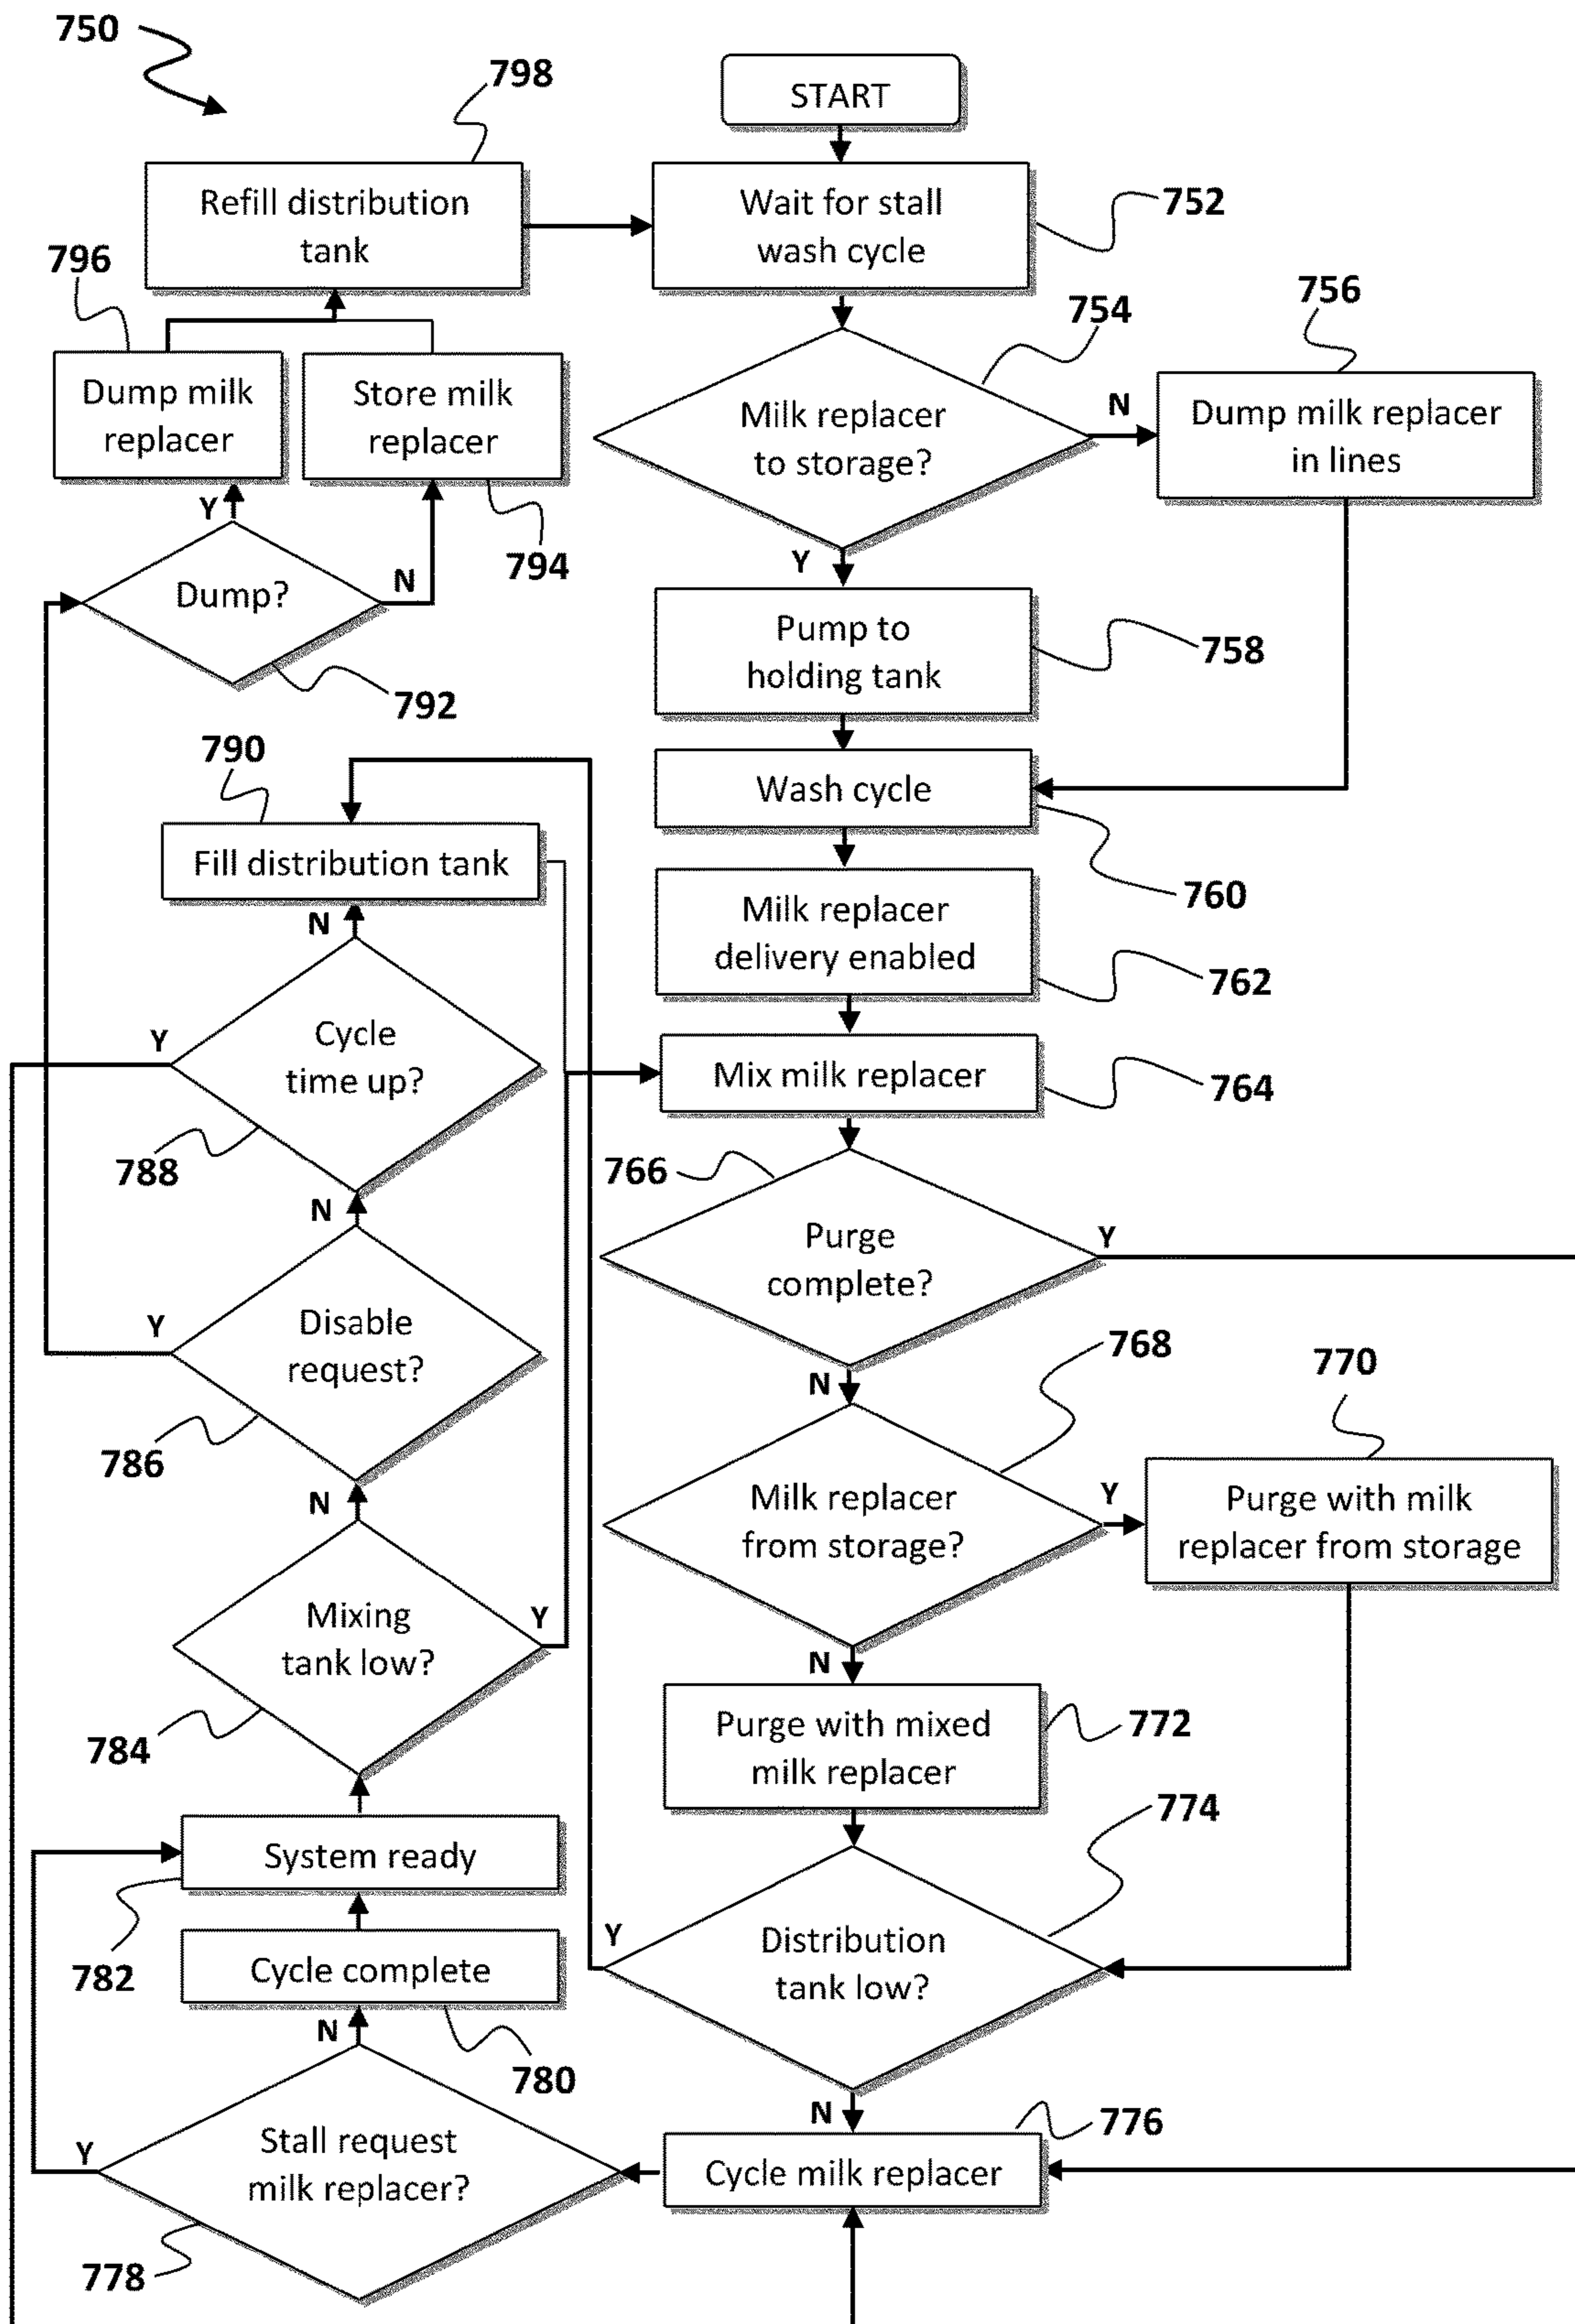 750
798
START
Refill distribution
tank
Wait for stall
wash cycle
752
796
754
756
Dump milk
replacer
Store milk
replacer
Milk replacer
to storage?
N
Dump milk replacer
in lines
Y
794
Y
Dump?
N
Pump to
holding tank
758
792
790
Wash cycle
Fill distribution tank
760
N
Milk replacer
delivery enabled
762
Y
Cycle
time up?
Mix milk replacer
764
788
766
N
Purge
complete?
Y
Y
Disable
request?
768
770
N
786
N
Milk replacer
from storage?
Y
Purge with milk
replacer from storage
Mixing
tank low?
Y
N
784
Purge with mixed
milk replacer
772
774
System ready
Y
Distribution
tank low?
782
Cycle complete
N
780
N
776
Y
Stall request
milk replacer?
Cycle milk replacer
778